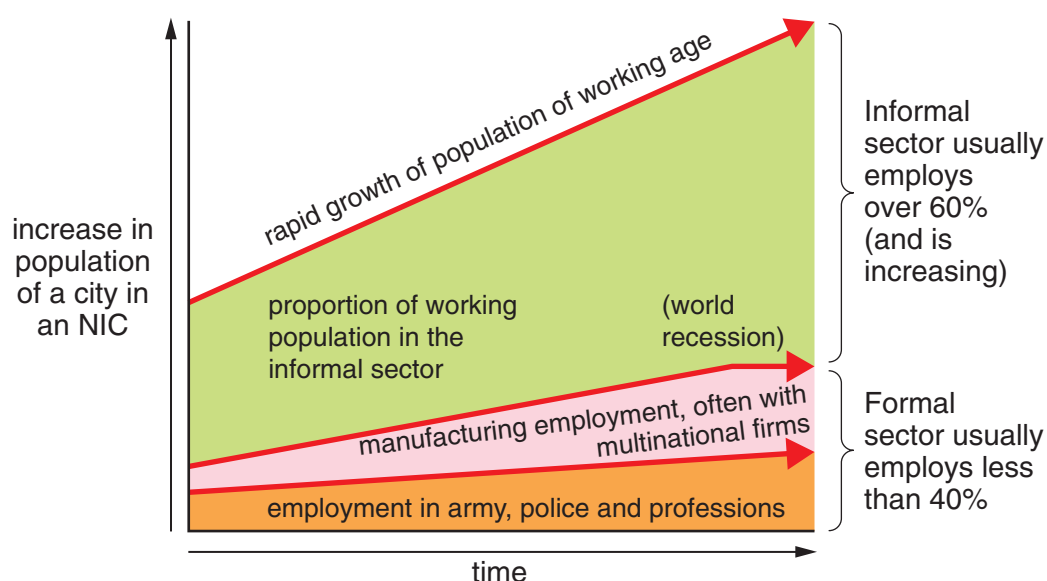 increase in
population
of a city in
an NIC
rapid growth of population of working age
proportion of working
population in the
informal sector
(world
recession)
manufacturing employment, often with
multinational firms
employment in army, police and professions
Informal
sector usually
employs
over 60%
(and is
increasing)
Formal
sector usually
employs less
than 40%
time